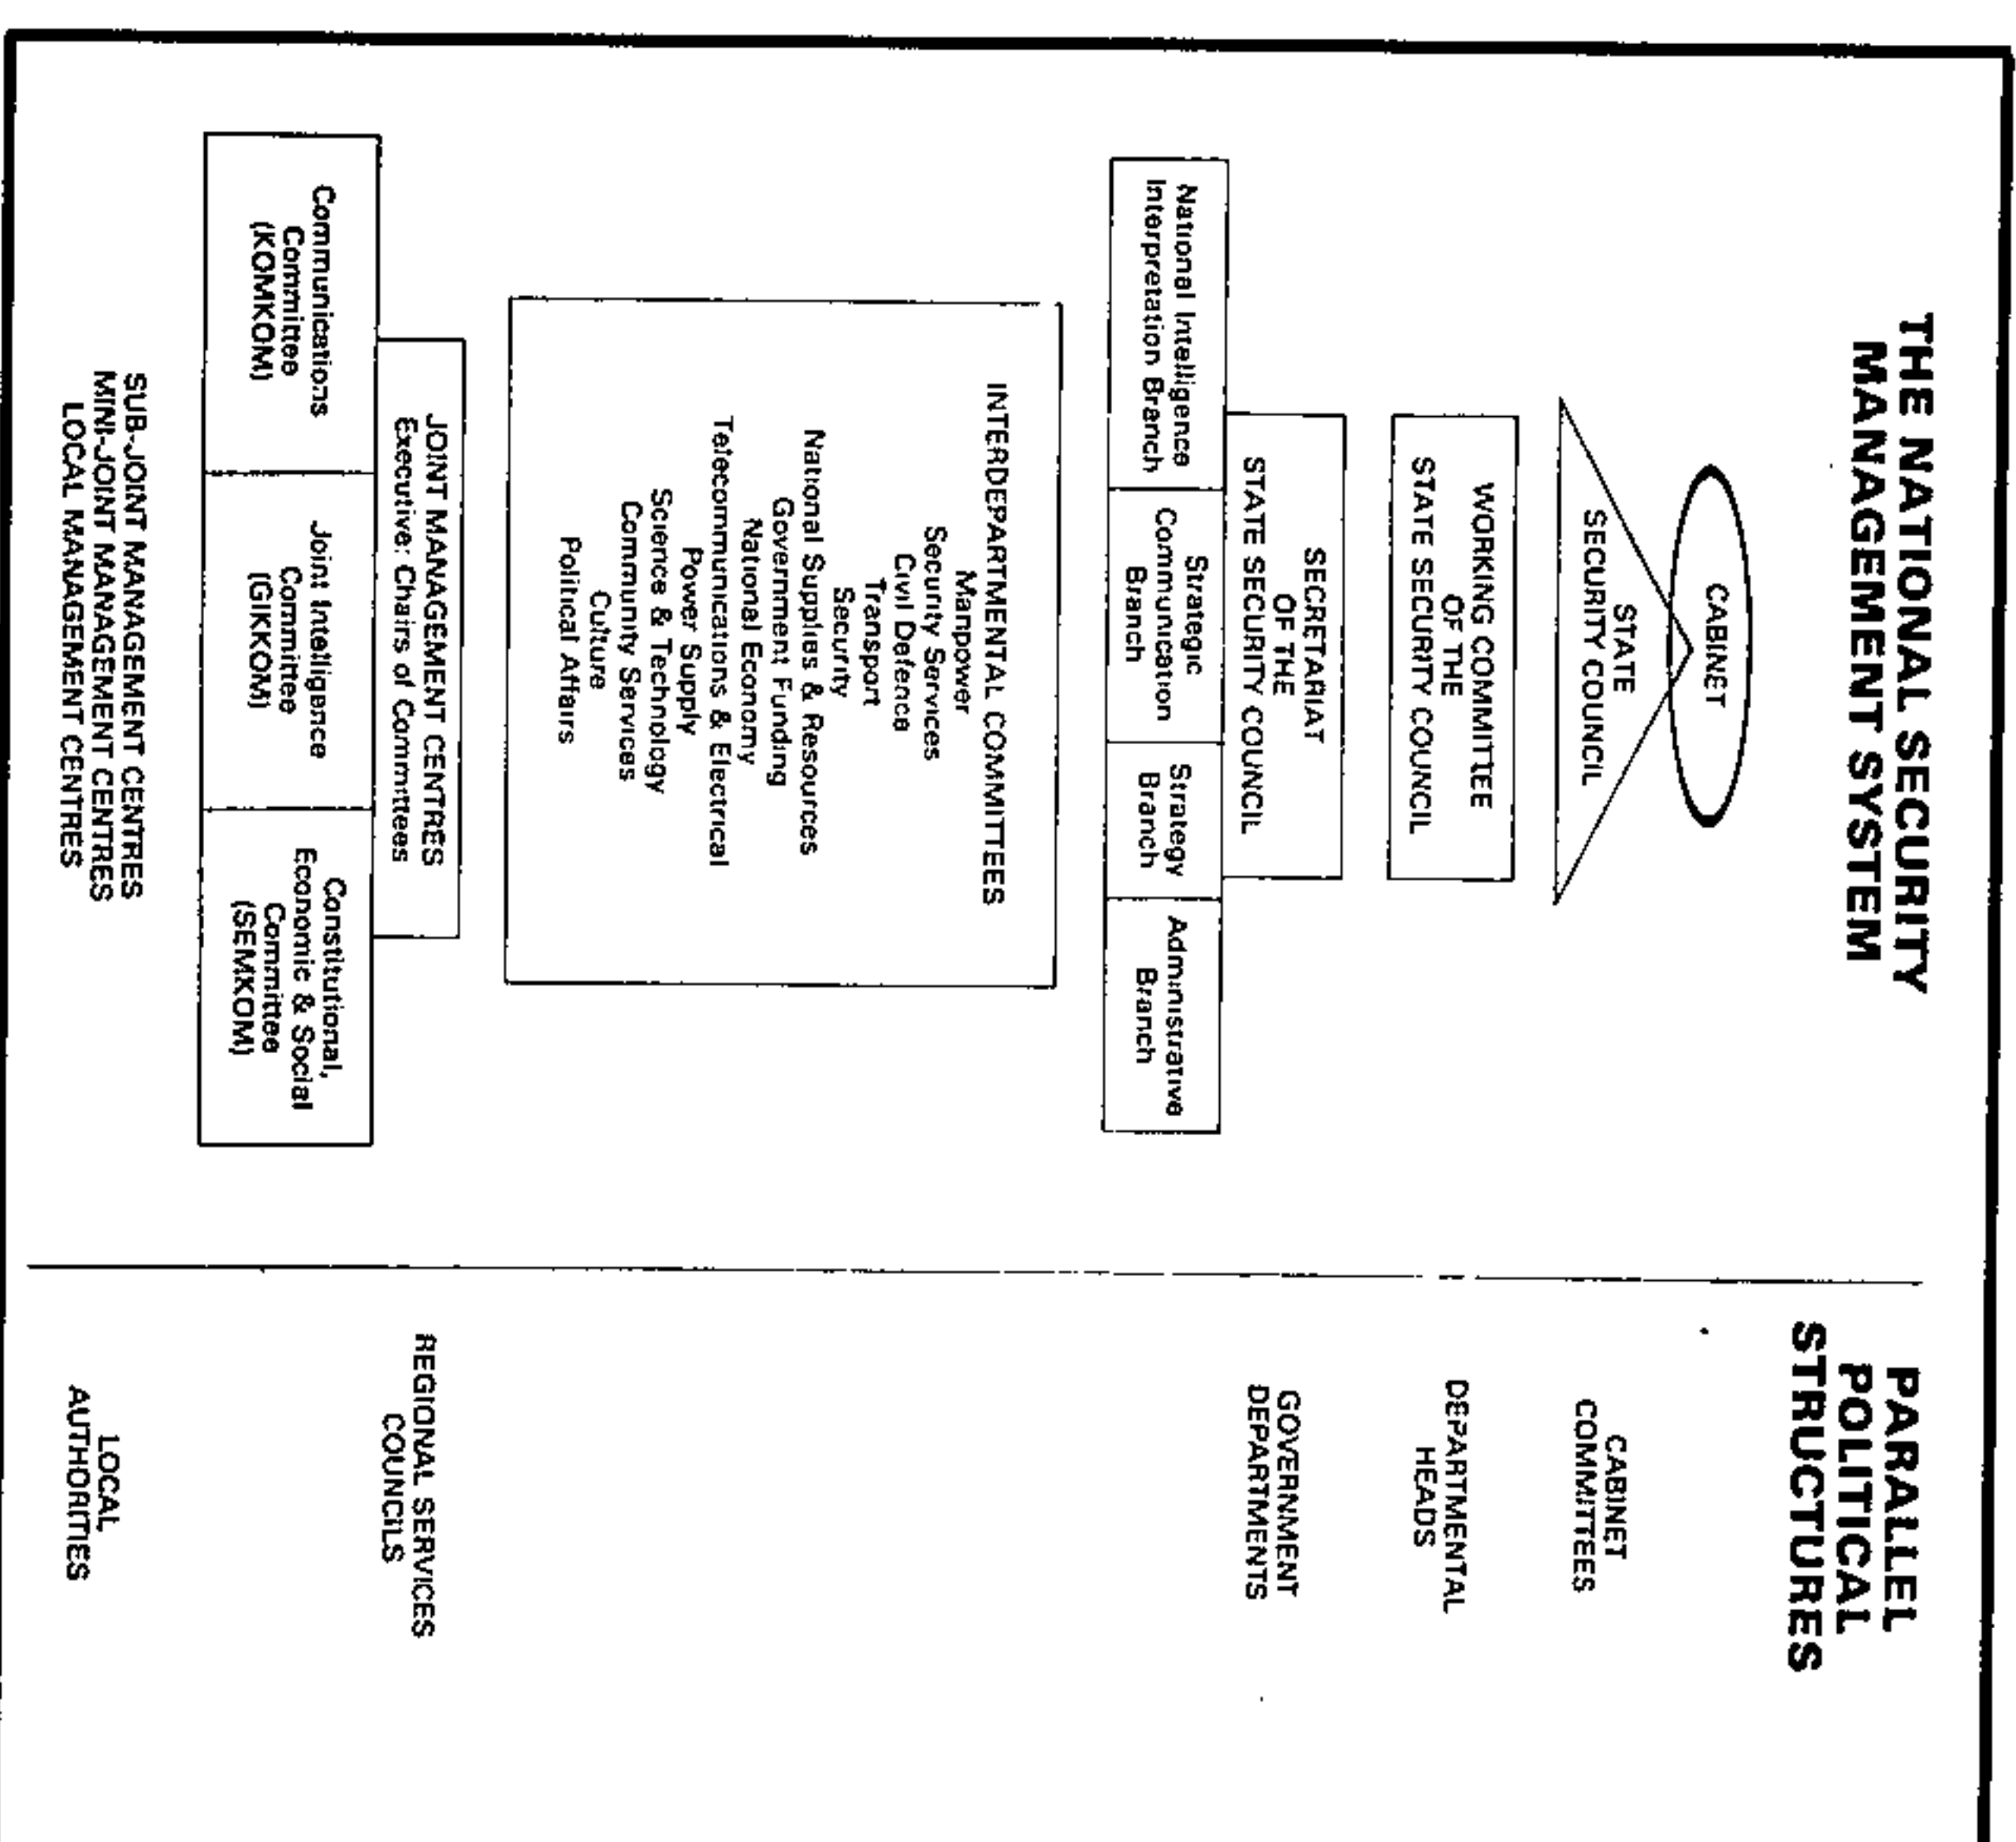 THE NATIONAL SECURITY
MANAGEMENT SYSTEM
CABINET
STATE
SECURITY COUNCIL
WORKING COMMITTEE
OF THE
STATE SECURITY COUNCIL
SECRETARIAT
OF THE
STATE SECURITY COUNCIL
National Intelligence
Interpretation Branch
Strategic
Communication
Branch
Strategy
Branch
Administrative
Branch
INTERDEPARTMENTAL COMMITTEES
Manpower
Security Services
Civil Defence
Transport
Security
National Supplies & Resources
Government Funding
National Economy
Telecommunications & Electrical
Power Supply
Science & Technology
Community Services
Culture
Political Affairs
JOINT MANAGEMENT CENTRES
Executive: Chairs of Committees
Communications
Committee
(KOMKOM)
Joint Intelligence
Committee
(GIKKOM)
Constitutional,
Economic & Social
Committee
(SEMKOM)
SUB-JOINT MANAGEMENT CENTRES
MINI-JOINT MANAGEMENT CENTRES
LOCAL MANAGEMENT CENTRES
PARALLEL
POLITICAL
STRUCTURES
CABINET
COMMITTEES
DEPARTMENTAL
HEADS
GOVERNMENT
DEPARTMENTS
REGIONAL SERVICES
COUNCILS
LOCAL
AUTHORITIES